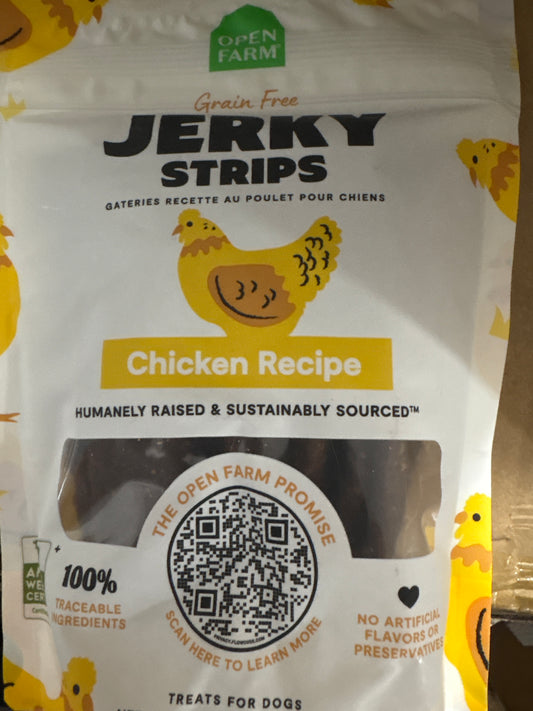 OPEN
FARM
Grain Free
JERKY
STRIPS
GATERIES RECETTE AU POULET POUR CHIENS
Chicken Recipe
HUMANELY RAISED & SUSTAINABLY SOURCED™
THE OPEN FARM PROMISE
SCAN HERE TO LEARN MORE
100%
TRACEABLE
INGREDIENTS
NO ARTIFICIAL
FLAVORS OR
PRESERVATIVES
TREATS FOR DOGS